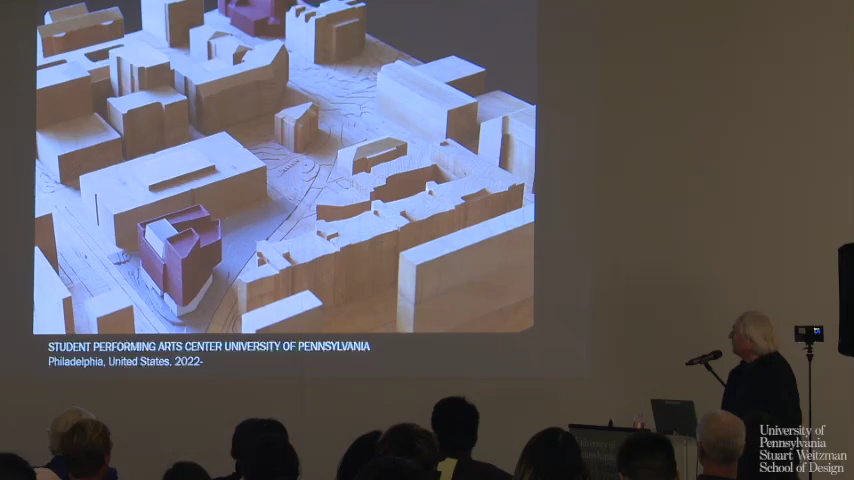 STUDENT PERFORMING ARTS CENTER UNIVERSITY OF PENNSYLVANIA
Philadelphia, United States, 2022-
University of
Pennsylvania
Stuart Weitzman
School of Design